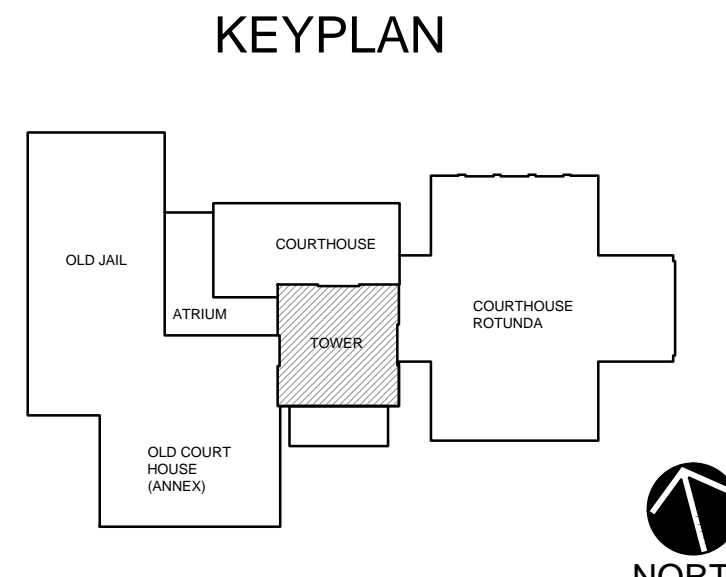 KEYPLAN
OLD JAIL
COURTHOUSE
ATRIUM
TOWER
COURTHOUSE
ROTUNDA
OLD COURT
HOUSE
(ANNEX)
NORT